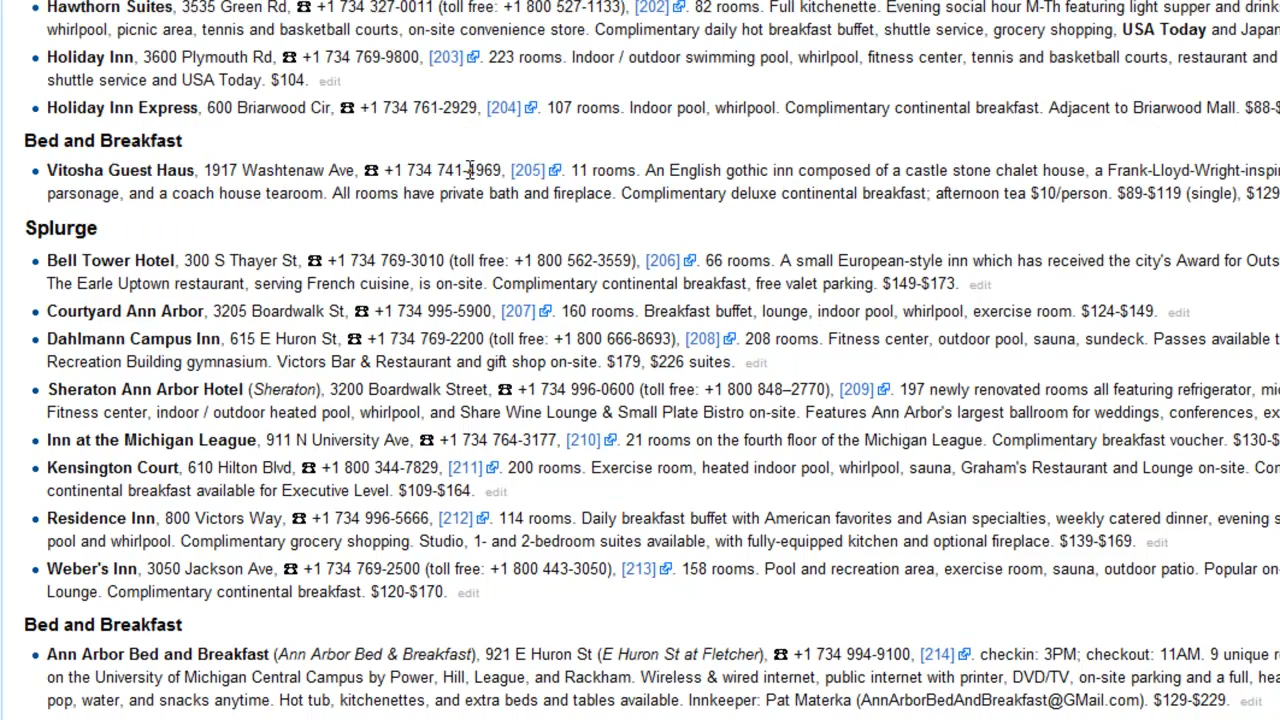 Hawthorn Suites, 3535 Green Rd, ☎ +1 734 327-0011 (toll free: +1 800 527-1133), [202]. 82 rooms. Full kitchenette. Evening social hour M-Th featuring light supper and drink
whirlpool, picnic area, tennis and basketball courts, on-site convenience store. Complimentary daily hot breakfast buffet, shuttle service, grocery shopping, USA Today and Japan
• Holiday Inn, 3600 Plymouth Rd, ☎ +1 734 769-9800, [203]. 223 rooms. Indoor / outdoor swimming pool, whirlpool, fitness center, tennis and basketball courts, restaurant and
shuttle service and USA Today. $104. edit
• Holiday Inn Express, 600 Briarwood Cir, ☎ +1 734 761-2929, [204]. 107 rooms. Indoor pool, whirlpool. Complimentary continental breakfast. Adjacent to Briarwood Mall. $88-$
Bed and Breakfast
• Vitosha Guest Haus, 1917 Washtenaw Ave, ☎ +1 734 741-4969, [205]. 11 rooms. An English gothic inn composed of a castle stone chalet house, a Frank-Lloyd-Wright-inspi
parsonage, and a coach house tearoom. All rooms have private bath and fireplace. Complimentary deluxe continental breakfast; afternoon tea $10/person. $89-$119 (single), $129
Splurge
• Bell Tower Hotel, 300 S Thayer St, ☎ +1 734 769-3010 (toll free: +1 800 562-3559), [206]. 66 rooms. A small European-style inn which has received the city's Award for Outs
The Earle Uptown restaurant, serving French cuisine, is on-site. Complimentary continental breakfast, free valet parking. $149-$173. edit
• Courtyard Ann Arbor, 3205 Boardwalk St, ☎ +1 734 995-5900, [207]. 160 rooms. Breakfast buffet, lounge, indoor pool, whirlpool, exercise room. $124-$149. edit
• Dahlmann Campus Inn, 615 E Huron St, ☎ +1 734 769-2200 (toll free: +1 800 666-8693), [208]. 208 rooms. Fitness center, outdoor pool, sauna, sundeck. Passes available t
Recreation Building gymnasium. Victors Bar & Restaurant and gift shop on-site. $179, $226 suites. edit
• Sheraton Ann Arbor Hotel (Sheraton), 3200 Boardwalk Street, ☎ +1 734 996-0600 (toll free: +1 800 848–2770), [209]. 197 newly renovated rooms all featuring refrigerator, mic
Fitness center, indoor / outdoor heated pool, whirlpool, and Share Wine Lounge & Small Plate Bistro on-site. Features Ann Arbor's largest ballroom for weddings, conferences, ex
• Inn at the Michigan League, 911 N University Ave, ☎ +1 734 764-3177, [210]. 21 rooms on the fourth floor of the Michigan League. Complimentary breakfast voucher. $130-$
• Kensington Court, 610 Hilton Blvd, ☎ +1 800 344-7829, [211]. 200 rooms. Exercise room, heated indoor pool, whirlpool, sauna, Graham's Restaurant and Lounge on-site. Com
continental breakfast available for Executive Level. $109-$164. edit
• Residence Inn, 800 Victors Way, ☎ +1 734 996-5666, [212]. 114 rooms. Daily breakfast buffet with American favorites and Asian specialties, weekly catered dinner, evening s
pool and whirlpool. Complimentary grocery shopping. Studio, 1- and 2-bedroom suites available, with fully-equipped kitchen and optional fireplace. $139-$169. edit
• Weber's Inn, 3050 Jackson Ave, ☎ +1 734 769-2500 (toll free: +1 800 443-3050), [213]. 158 rooms. Pool and recreation area, exercise room, sauna, outdoor patio. Popular on-
Lounge. Complimentary continental breakfast. $120-$170. edit
Bed and Breakfast
• Ann Arbor Bed and Breakfast (Ann Arbor Bed & Breakfast), 921 E Huron St (E Huron St at Fletcher), ☎ +1 734 994-9100, [214]. checkin: 3PM; checkout: 11AM. 9 unique r
on the University of Michigan Central Campus by Power, Hill, League, and Rackham. Wireless & wired internet, public internet with printer, DVD/TV, on-site parking and a full, hea
pop, water, and snacks anytime. Hot tub, kitchenettes, and extra beds and tables available. Innkeeper: Pat Materka (AnnArborBedAndBreakfast@GMail.com). $129-$229. edit